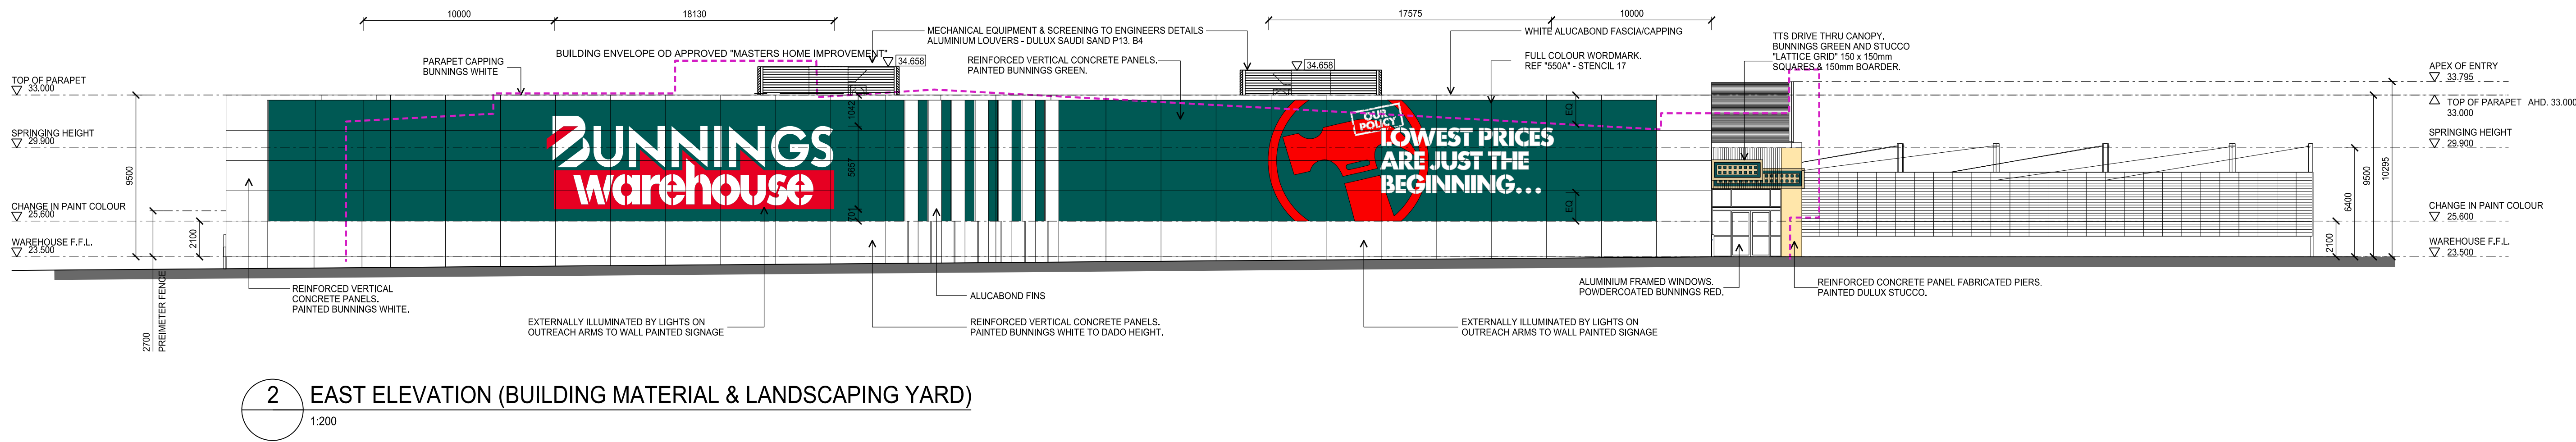 10000
18130
17575
10000
MECHANICAL EQUIPMENT & SCREENING TO ENGINEERS DETAILS
ALUMINIUM LOUVERS - DULUX SAUDI SAND P13. B4
WHITE ALUCABOND FASCIA/CAPPING
TTS DRIVE THRU CANOPY.
BUNNINGS GREEN AND STUCCO
"LATTICE GRID" 150 x 150mm
SQUARES & 150mm BOARDER.
BUILDING ENVELOPE OD APPROVED "MASTERS HOME IMPROVEMENT"
PARAPET CAPPING
BUNNINGS WHITE
34.658
REINFORCED VERTICAL CONCRETE PANELS.
PAINTED BUNNINGS GREEN.
34.658
FULL COLOUR WORDMARK.
REF "550A" - STENCIL 17
TOP OF PARAPET
33.000
SPRINGING HEIGHT
29.900
CHANGE IN PAINT COLOUR
25.600
WAREHOUSE F.F.L.
23.500
9500
2100
2700
PREIMETER FENCE
BUNNINGS
warehouse
1042
5657
701
OUR
POLICY
LOWEST PRICES
ARE JUST THE
BEGINNING...
EQ
EQ
APEX OF ENTRY
33.795
TOP OF PARAPET AHD. 33.000
33.000
SPRINGING HEIGHT
29.900
CHANGE IN PAINT COLOUR
25.600
WAREHOUSE F.F.L.
23.500
2100
6400
9500
10295
REINFORCED VERTICAL
CONCRETE PANELS.
PAINTED BUNNINGS WHITE.
EXTERNALLY ILLUMINATED BY LIGHTS ON
OUTREACH ARMS TO WALL PAINTED SIGNAGE
ALUCABOND FINS
REINFORCED VERTICAL CONCRETE PANELS.
PAINTED BUNNINGS WHITE TO DADO HEIGHT.
EXTERNALLY ILLUMINATED BY LIGHTS ON
OUTREACH ARMS TO WALL PAINTED SIGNAGE
ALUMINIUM FRAMED WINDOWS.
POWDERCOATED BUNNINGS RED.
REINFORCED CONCRETE PANEL FABRICATED PIERS.
PAINTED DULUX STUCCO.
2 EAST ELEVATION (BUILDING MATERIAL & LANDSCAPING YARD)
1:200